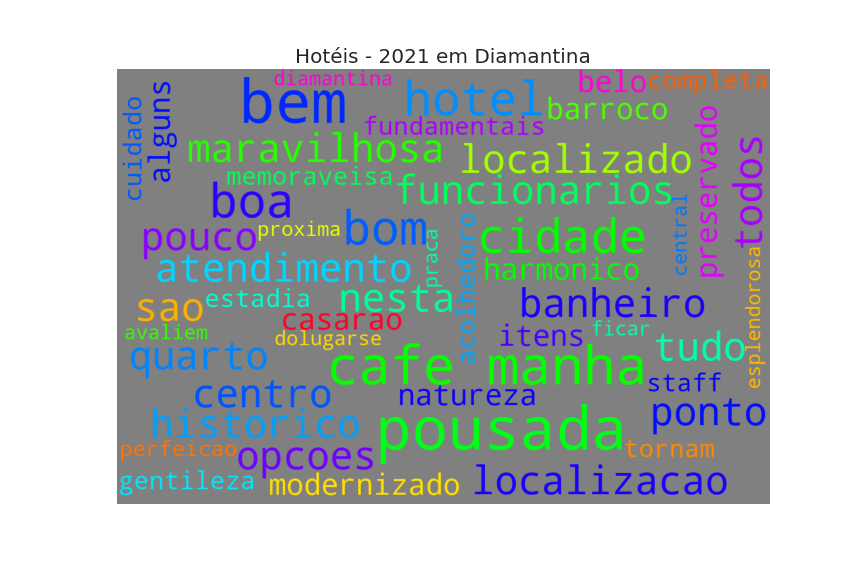 Hotéis - 2021 em Diamantina
diamantina
belo
completa
bem
hotel
barroco
cuidado
alguns
fundamentais
preservado
maravilhosa
localizado
todos
memoraveisa
funcionarios
boa
central
pouco
proxima
bom
praca
acolhedoro
cidade
atendimento
harmonico
esplendorosa
sao
estadia
nesta
banheiro
casarao
avaliem
dolugarse
itens
ficar
tudo
quarto
cafe manha
staff
centro
natureza
ponto
historico
pousada
perfeicao
opcoes
tornam
gentileza
modernizado
localizacao